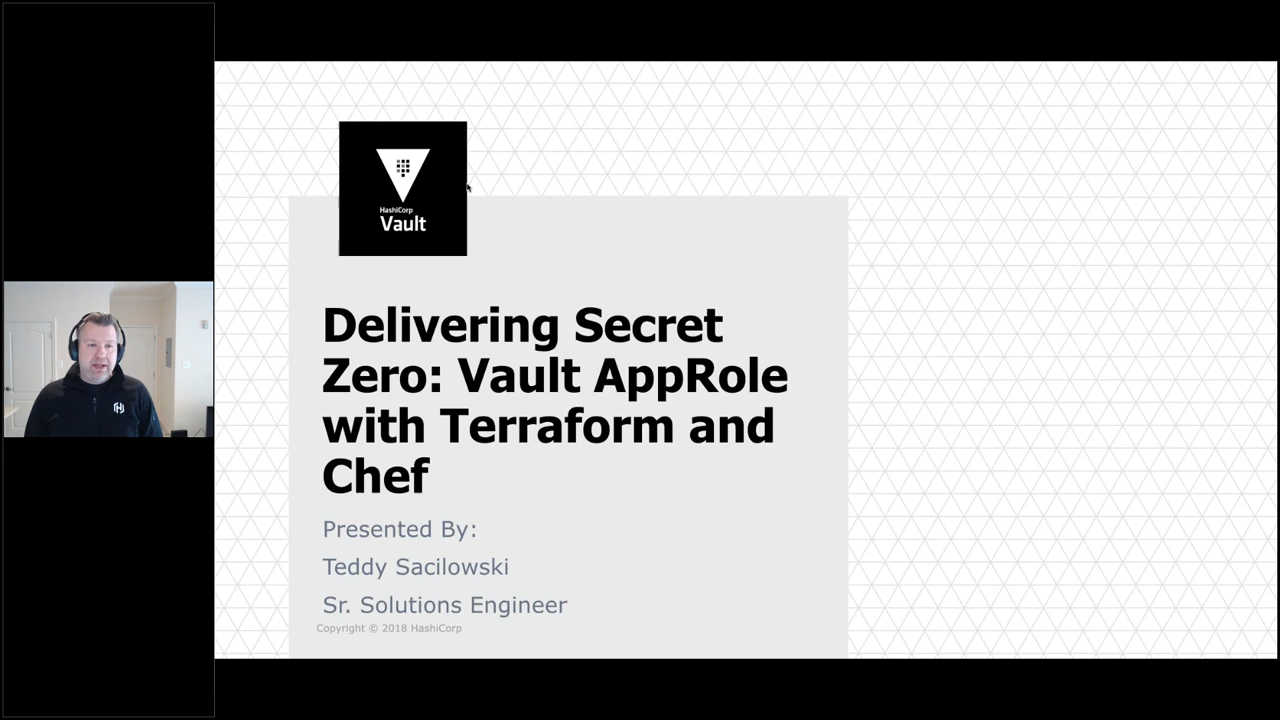 HashiCorp
Vault
Delivering Secret
Zero: Vault AppRole
with Terraform and
Chef
Presented By:
Teddy Sacilowski
Sr. Solutions Engineer
Copyright © 2018 HashiCorp